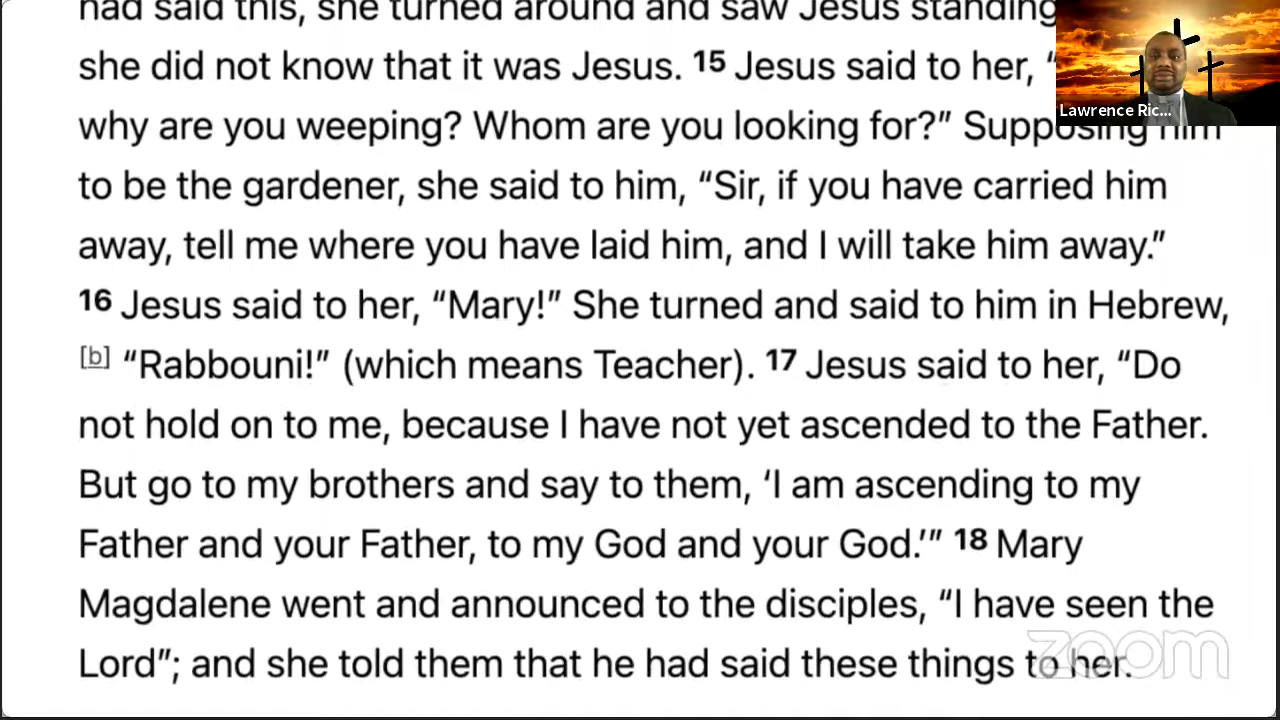 had said this, she turned around and saw Jesus standing
she did not know that it was Jesus. 15 Jesus said to her, “
why are you weeping? Whom are you looking for?” Supposing him
to be the gardener, she said to him, “Sir, if you have carried him
away, tell me where you have laid him, and I will take him away.”
16 Jesus said to her, “Mary!” She turned and said to him in Hebrew,
[b] “Rabbouni!” (which means Teacher). 17 Jesus said to her, “Do
not hold on to me, because I have not yet ascended to the Father.
But go to my brothers and say to them, ‘I am ascending to my
Father and your Father, to my God and your God.’” 18 Mary
Magdalene went and announced to the disciples, “I have seen the
Lord”; and she told them that he had said these things to her.
Lawrence Ric...
zoom